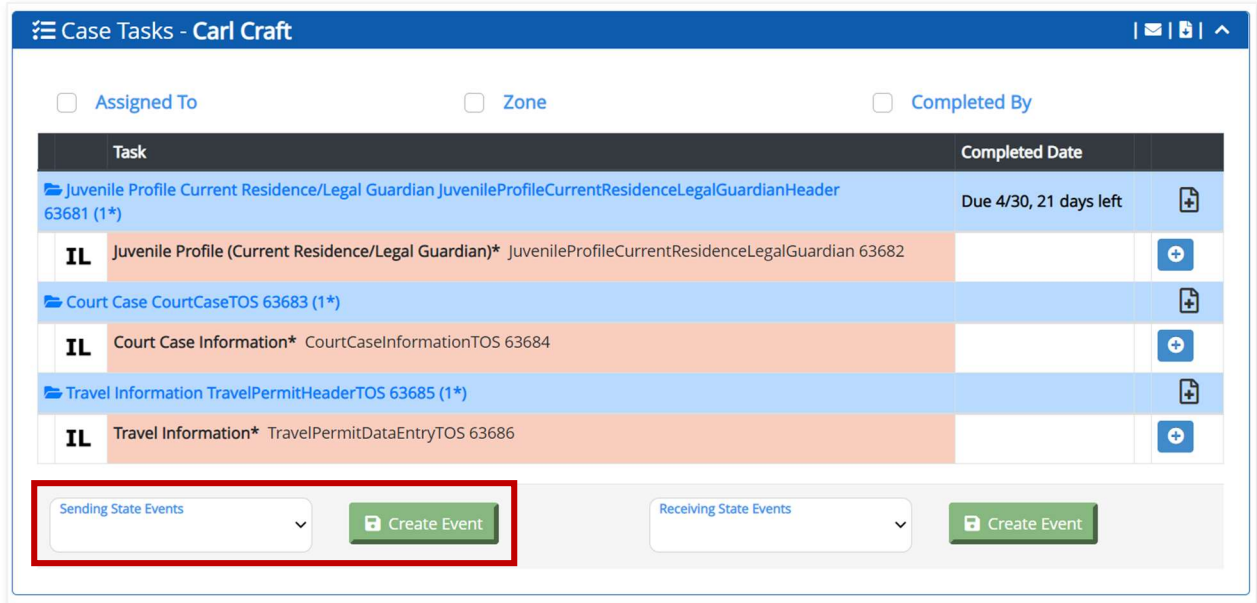 Case Tasks - Carl Craft
Assigned To
Zone
Completed By
Task
Completed Date
Juvenile Profile Current Residence/Legal Guardian JuvenileProfileCurrentResidenceLegalGuardianHeader
63681 (1*)
Due 4/30, 21 days left
IL
Juvenile Profile (Current Residence/Legal Guardian)* JuvenileProfileCurrentResidenceLegalGuardian 63682
Court Case CourtCaseTOS 63683 (1*)
IL
Court Case Information* CourtCaseInformationTOS 63684
Travel Information TravelPermitHeaderTOS 63685 (1*)
IL
Travel Information* TravelPermitDataEntryTOS 63686
Sending State Events
Create Event
Receiving State Events
Create Event